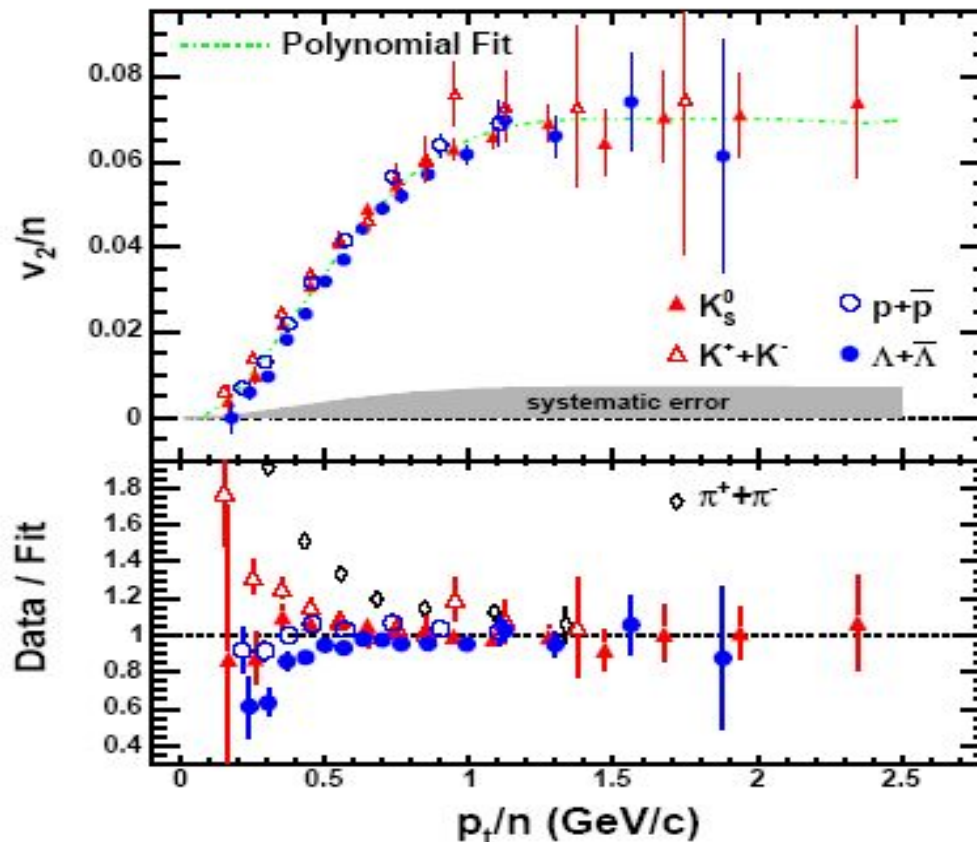 Polynomial Fit
0.08
0.06
0.04
0.02
0
v₂/n
K⁰ₛ
p+p̅
K⁺+K⁻
Λ+Λ̅
systematic error
1.8
1.6
1.4
1.2
1
0.8
0.6
0.4
Data / Fit
π⁺+π⁻
0 0.5 1 1.5 2 2.5
pₜ/n (GeV/c)